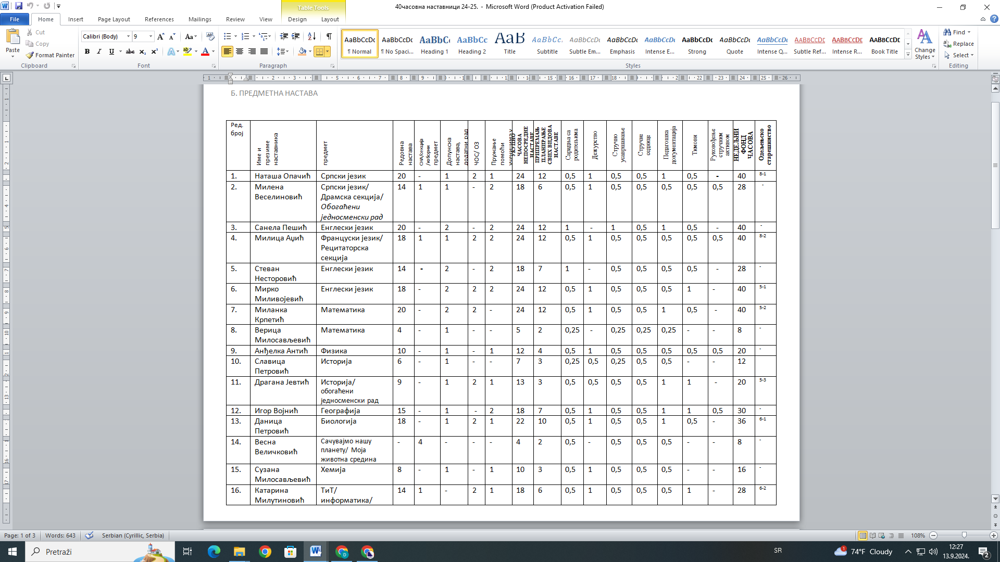 40часовна наставници 24-25. - Microsoft Word (Product Activation Failed)
Table Tools
File Home Insert Page Layout References Mailings Review View Design Layout
Paste
Cut
Copy
Format Painter
Clipboard
Calibri (Body) 9
Font
Paragraph
AaBbCcDc AaBbCcDc AaBbCc AaBbCc AaB AaBbCc. AaBbCcDc AaBbCcDc AaBbCcDc AaBbCcDc AaBbCcDc AaBbCcDc AABBCCDD AABBCCDD AABBCCDD
¶ Normal ¶ No Spaci... Heading 1 Heading 2 Title Subtitle Subtle Em... Emphasis Intense E... Strong Quote Intense Q... Subtle Ref... Intense R... Book Title
Change Styles
Styles
Find
Replace
Select
Editing
Б. ПРЕДМЕТНА НАСТАВА
Ред. број
Име и презиме наставника
предмет
Редовна настава
сна/секција /изборни предмет
Допунска настава, додатни рад
ЧОС/ ОЗ
Пружање помоћи ученицима у
УКУПНО ЧАСОВА НЕПОСРЕДНЕ НАСТАВЕ
ПРИПРЕМАЊЕ ПЛАНИРАЊЕ СВИХ ВИДОВА НАСТАВЕ
Сарадња са родитељима
Дежурство
Стручно усавршавање
Стручне седнице
Педагошка документација
Тимови
Руковођење стручним активом
НЕДЕЉНИ ФОНД ЧАСОВА
Одељенско старешинство
1. Наташа Опачић Српски језик 20 - 1 2 1 24 12 0,5 1 0,5 0,5 1 0,5 - 40 8-1
2. Милена Веселиновић Српски језик/ Драмска секција/ Обогаћени једносменски рад 14 1 1 - 2 18 6 0,5 1 0,5 0,5 0,5 0,5 0,5 28 -
3. Санела Пешић Енглески језик 20 - 2 - 2 24 12 1 - 1 0,5 1 0,5 - 40 -
4. Милица Аџић Француски језик/ Рецитаторска секција 18 1 1 2 2 24 12 0,5 1 0,5 0,5 0,5 0,5 0,5 40 8-2
5. Стеван Несторовић Енглески језик 14 - 2 - 2 18 7 1 - 0,5 0,5 0,5 0,5 - 28 -
6. Мирко Миливојевић Енглески језик 18 - 2 2 2 24 12 0,5 1 0,5 0,5 0,5 1 - 40 5-1
7. Миланка Крпетић Математика 20 - 2 2 - 24 12 0,5 1 0,5 0,5 1 0,5 - 40 5-2
8. Верица Милосављевић Математика 4 - 1 - - 5 2 0,25 - 0,25 0,25 0,25 - - 8 -
9. Анђелка Антић Физика 10 - 1 - 1 12 4 0,5 1 0,5 0,5 0,5 0,5 0,5 20 -
10. Славица Петровић Историја 6 - 1 - - 7 3 0,25 0,5 0,25 0,5 0,5 - - 12
11. Драгана Јевтић Историја/ обогаћени једносменски рад 9 - 1 2 1 13 3 0,5 0,5 0,5 0,5 1 1 - 20 5-3
12. Игор Војнић Географија 15 - 1 - 2 18 7 0,5 1 0,5 0,5 1 1 0,5 30 -
13. Даница Петровић Биологија 18 - 1 2 1 22 10 0,5 1 0,5 0,5 1 0,5 - 36 6-1
14. Весна Величковић Сачувајмо нашу планету/ Моја животна средина - 4 - - - 4 2 0,5 - 0,5 0,5 0,5 - - 8 -
15. Сузана Милосављевић Хемија 8 - 1 - 1 10 3 0,5 1 0,5 0,5 0,5 - - 16 -
16. Катарина Милутиновић ТиТ/ информатика/ 14 1 - 2 1 18 6 0,5 1 0,5 0,5 0,5 1 - 28 6-2
Page: 1 of 3 Words: 643 Serbian (Cyrillic, Serbia) 108%
Pretraži SR 74°F Cloudy 12:27
13.9.2024.